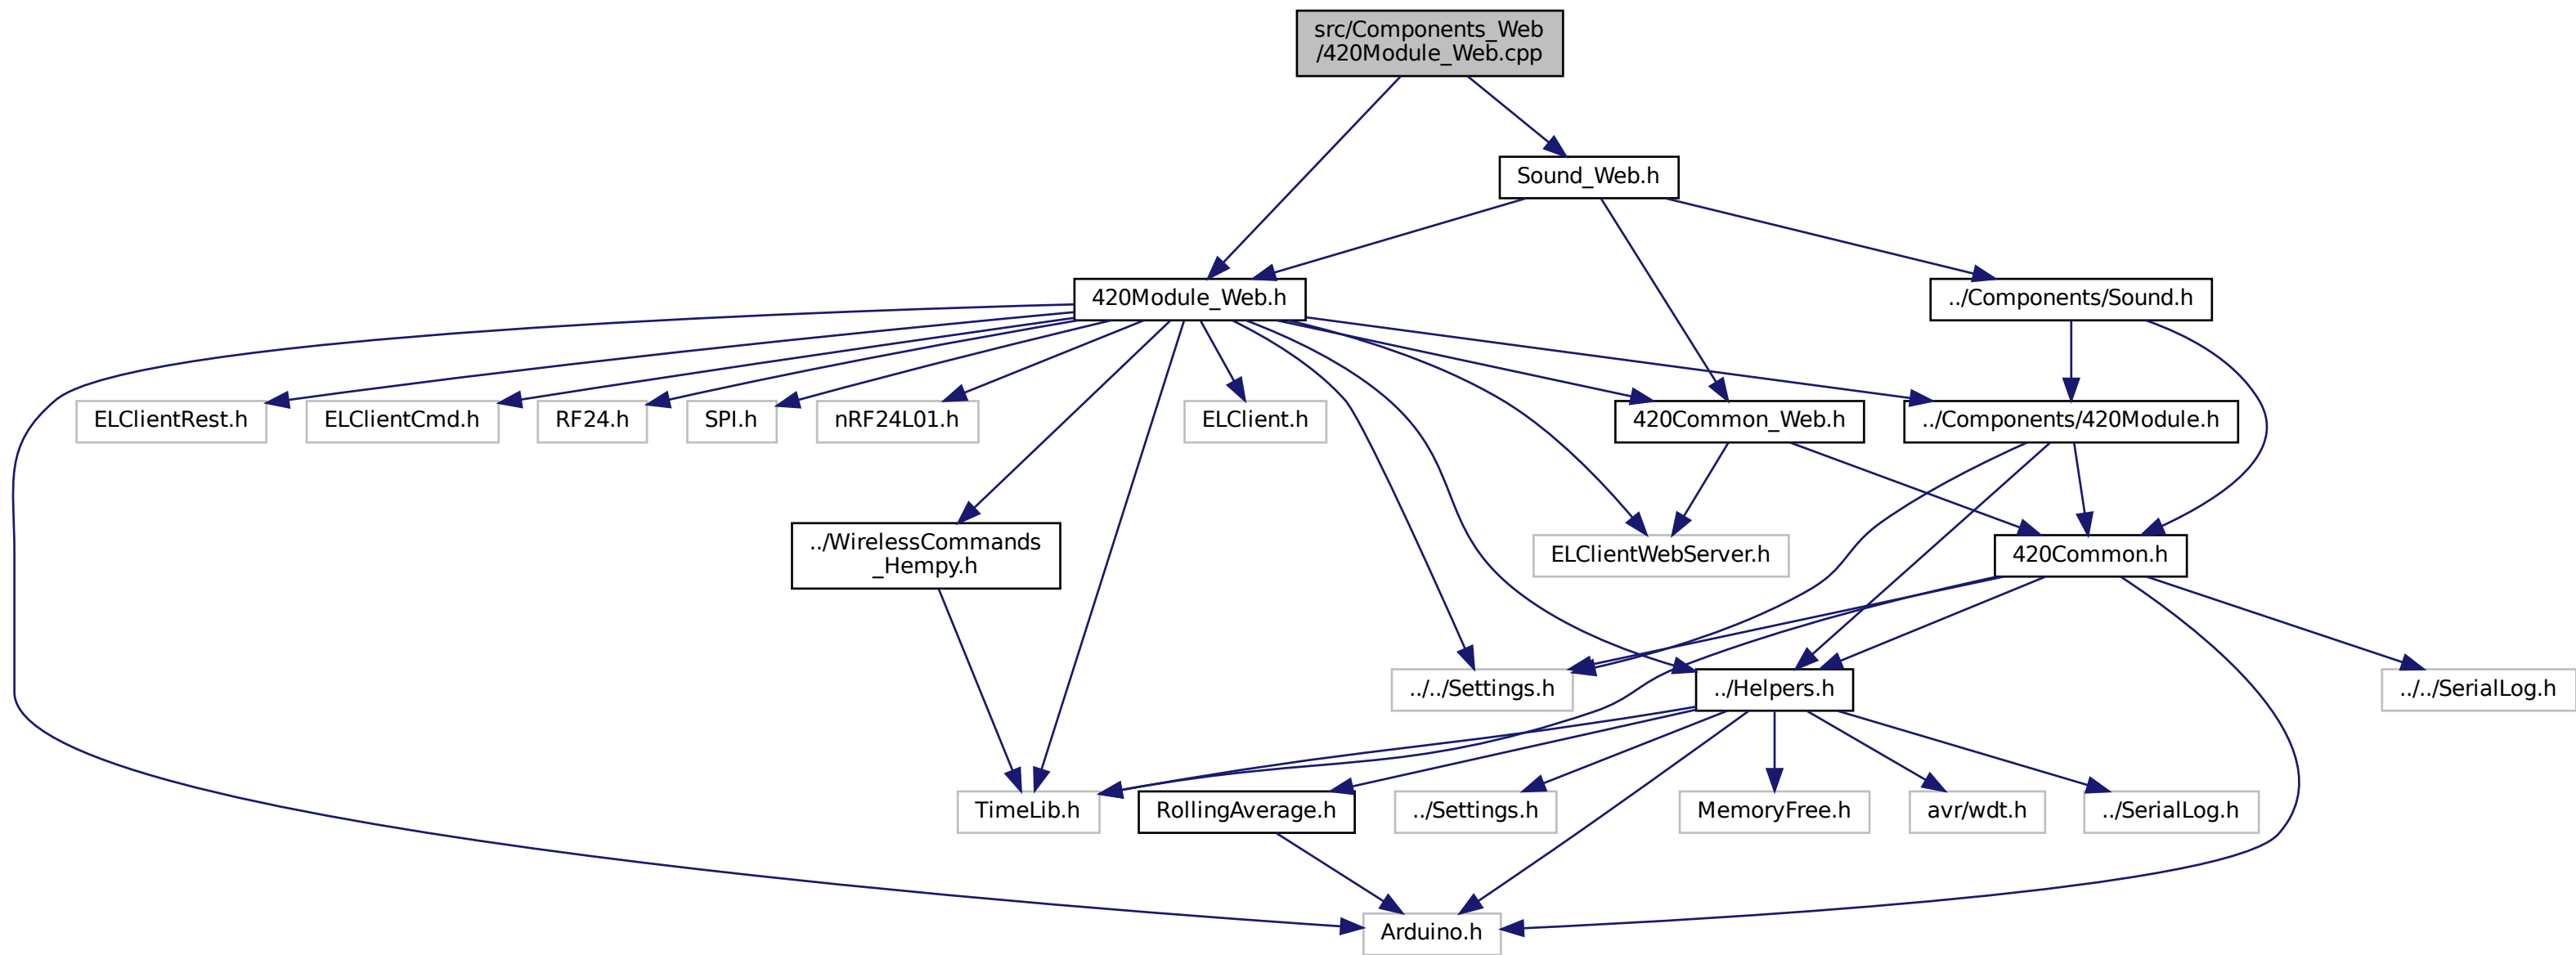 src/Components_Web
/420Module_Web.cpp
Sound_Web.h
420Module_Web.h
../Components/Sound.h
ELClientRest.h
ELClientCmd.h
RF24.h
SPI.h
nRF24L01.h
ELClient.h
420Common_Web.h
../Components/420Module.h
../WirelessCommands
_Hempy.h
ELClientWebServer.h
420Common.h
../../Settings.h
../Helpers.h
../../SerialLog.h
TimeLib.h
RollingAverage.h
../Settings.h
MemoryFree.h
avr/wdt.h
../SerialLog.h
Arduino.h